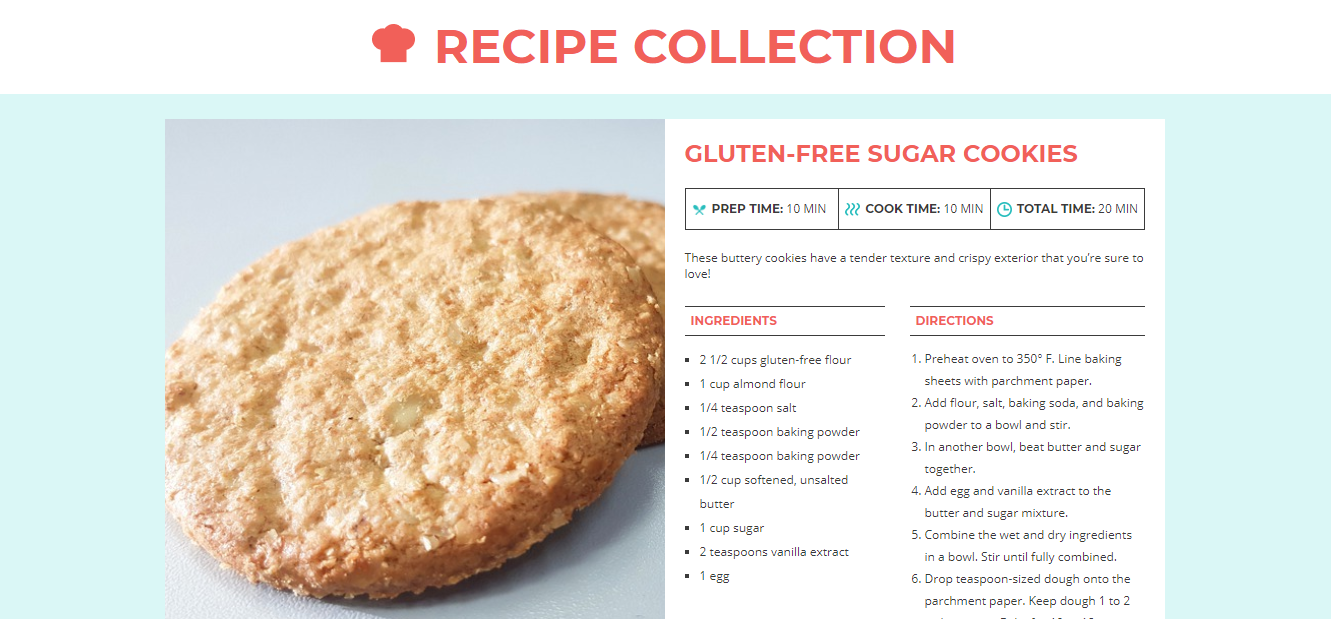 RECIPE COLLECTION
GLUTEN-FREE SUGAR COOKIES
PREP TIME: 10 MIN COOK TIME: 10 MIN TOTAL TIME: 20 MIN
These buttery cookies have a tender texture and crispy exterior that you’re sure to
love!
INGREDIENTS
2 1/2 cups gluten-free flour
1 cup almond flour
1/4 teaspoon salt
1/2 teaspoon baking powder
1/4 teaspoon baking powder
1/2 cup softened, unsalted
butter
1 cup sugar
2 teaspoons vanilla extract
1 egg
DIRECTIONS
1. Preheat oven to 350° F. Line baking
sheets with parchment paper.
2. Add flour, salt, baking soda, and baking
powder to a bowl and stir.
3. In another bowl, beat butter and sugar
together.
4. Add egg and vanilla extract to the
butter and sugar mixture.
5. Combine the wet and dry ingredients
in a bowl. Stir until fully combined.
6. Drop teaspoon-sized dough onto the
parchment paper. Keep dough 1 to 2